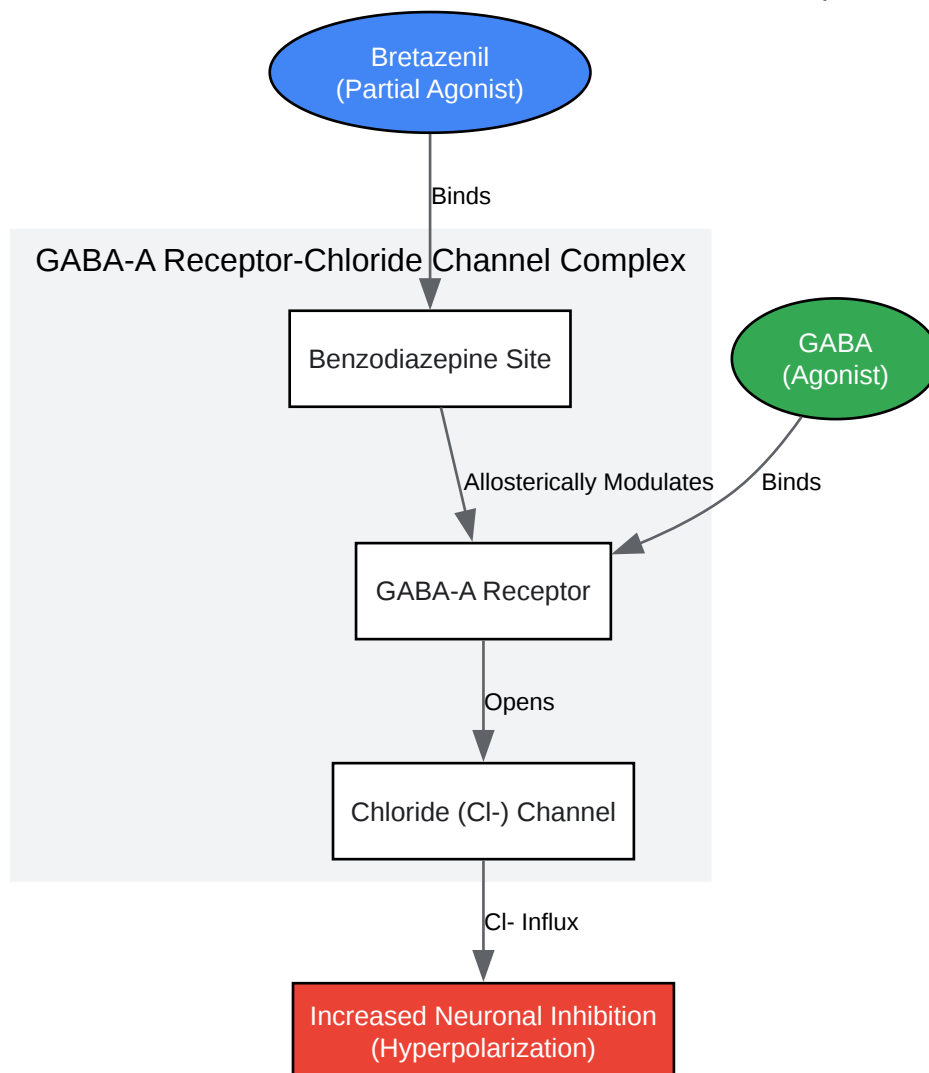 Bretazenil
(Partial Agonist)
Binds
GABA-A Receptor-Chloride Channel Complex
Benzodiazepine Site
GABA
(Agonist)
Allosterically Modulates
Binds
GABA-A Receptor
Opens
Chloride (Cl-) Channel
Cl- Influx
Increased Neuronal Inhibition
(Hyperpolarization)